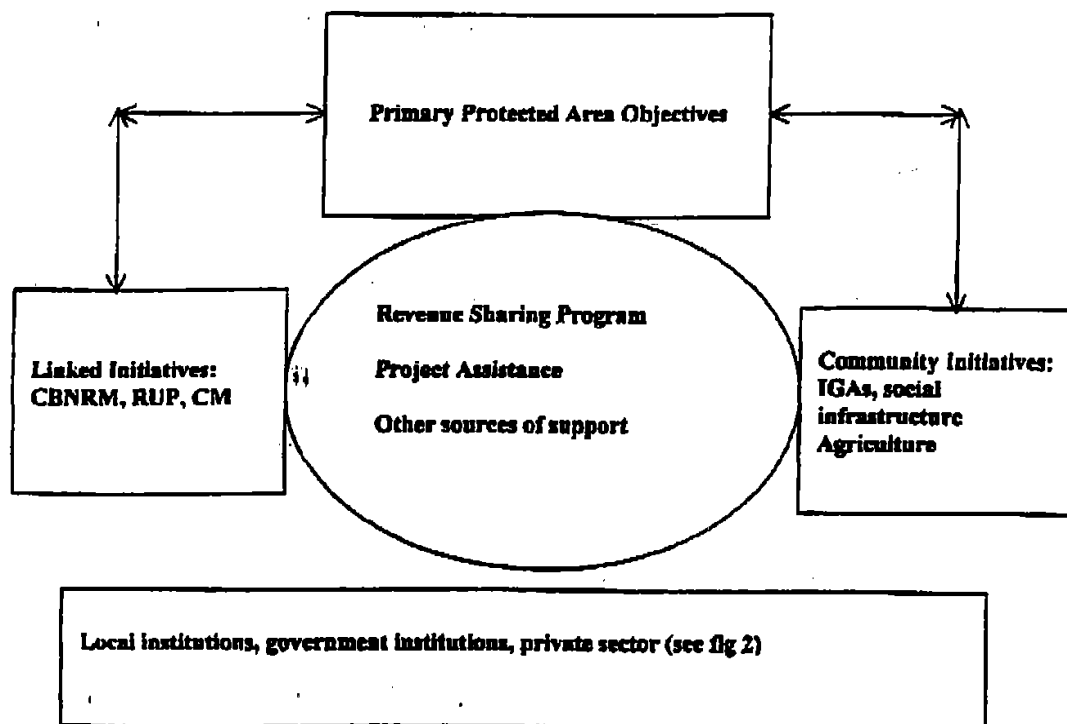 Primary Protected Area Objectives
Linked Initiatives:
CBNRM, RUP, CM
Revenue Sharing Program
Project Assistance
Other sources of support
Community Initiatives:
IGAs, social
infrastructure
Agriculture
Local institutions, government institutions, private sector (see fig 2)